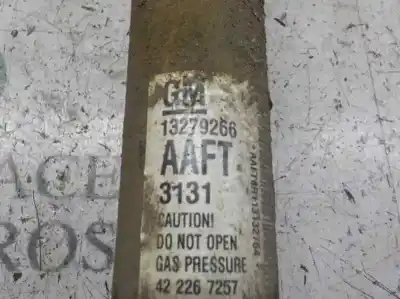 GM
13279266
AAFT
3131
CAUTION!
DO NOT OPEN
GAS PRESSURE
42 226 7257